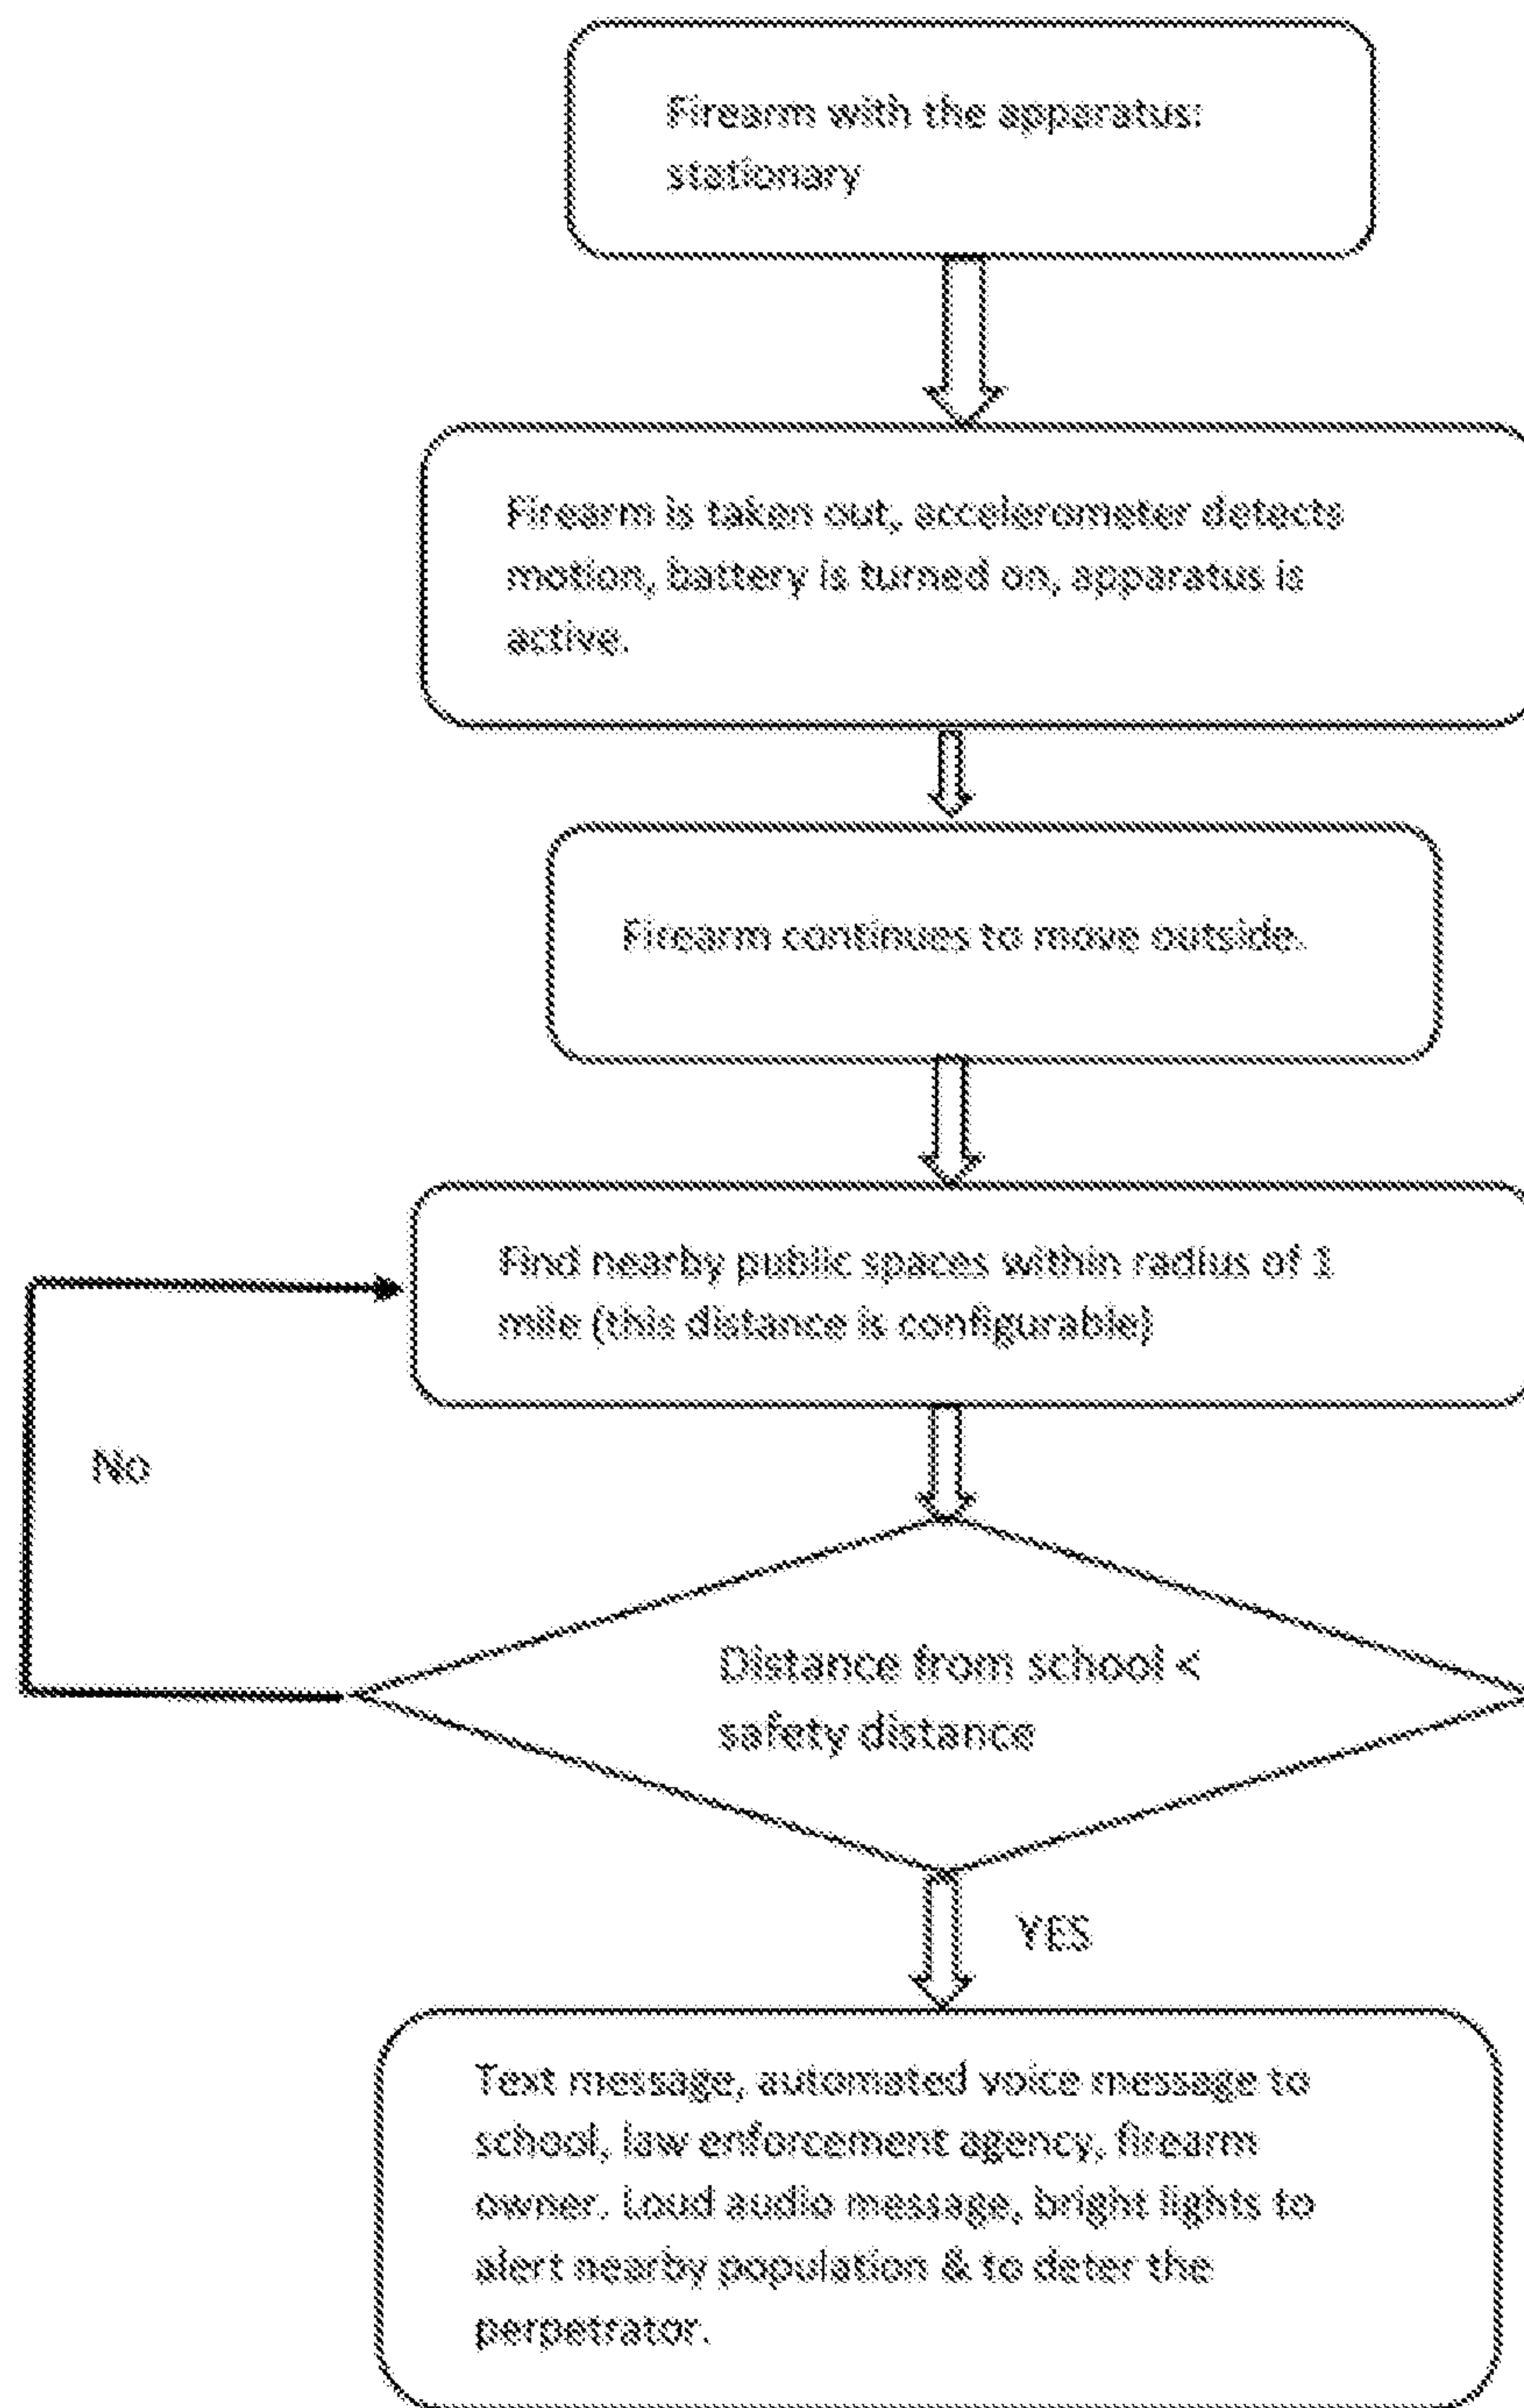 Firearm with the apparatus:
stationary
Firearm is taken out, accelerometer detects
motion, battery is turned on, apparatus is
active.
Firearm continues to move outside.
Find nearby public spaces within radius of 1
mile (this distance is configurable)
No
Distance from school <
safety distance
YES
Text message, automated voice message to
school, law enforcement agency, firearm
owner. Loud audio message, bright lights to
alert nearby population & to deter the
perpetrator.